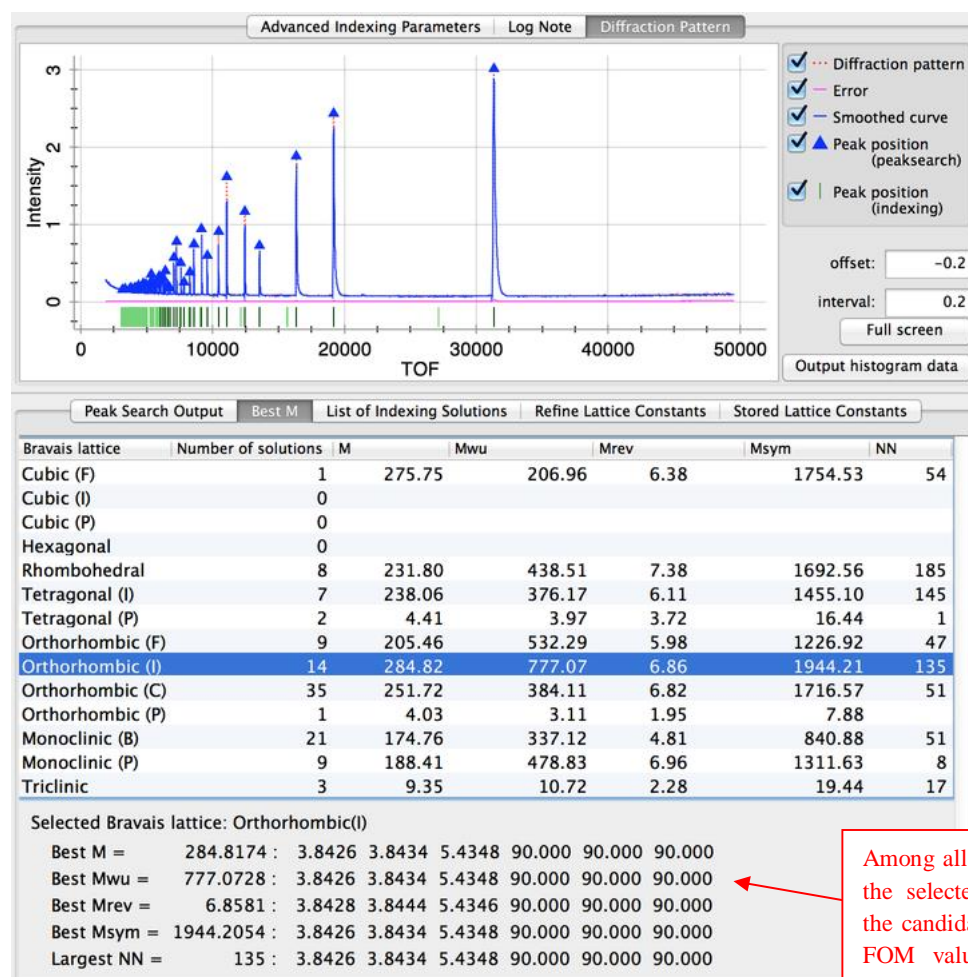 Advanced Indexing Parameters Log Note Diffraction Pattern
3
2
1
0
Intensity
0 10000 20000 30000 40000 50000
TOF
Diffraction pattern
Error
Smoothed curve
Peak position
(peaksearch)
Peak position
(indexing)
offset: -0.2
interval: 0.2
Full screen
Output histogram data
Peak Search Output Best M List of Indexing Solutions Refine Lattice Constants Stored Lattice Constants
Bravais lattice Number of solutions M Mwu Mrev Msym NN
Cubic (F) 1 275.75 206.96 6.38 1754.53 54
Cubic (I) 0
Cubic (P) 0
Hexagonal 0
Rhombohedral 8 231.80 438.51 7.38 1692.56 185
Tetragonal (I) 7 238.06 376.17 6.11 1455.10 145
Tetragonal (P) 2 4.41 3.97 3.72 16.44 1
Orthorhombic (F) 9 205.46 532.29 5.98 1226.92 47
Orthorhombic (I) 14 284.82 777.07 6.86 1944.21 135
Orthorhombic (C) 35 251.72 384.11 6.82 1716.57 51
Orthorhombic (P) 1 4.03 3.11 1.95 7.88
Monoclinic (B) 21 174.76 337.12 4.81 840.88 51
Monoclinic (P) 9 188.41 478.83 6.96 1311.63 8
Triclinic 3 9.35 10.72 2.28 19.44 17
Selected Bravais lattice: Orthorhombic(I)
Best M = 284.8174 : 3.8426 3.8434 5.4348 90.000 90.000 90.000
Best Mwu = 777.0728 : 3.8426 3.8434 5.4348 90.000 90.000 90.000
Best Mrev = 6.8581 : 3.8428 3.8444 5.4346 90.000 90.000 90.000
Best Msym = 1944.2054 : 3.8426 3.8434 5.4348 90.000 90.000 90.000
Largest NN = 135 : 3.8426 3.8434 5.4348 90.000 90.000 90.000
Among all
the selecte
the candida
FOM valu